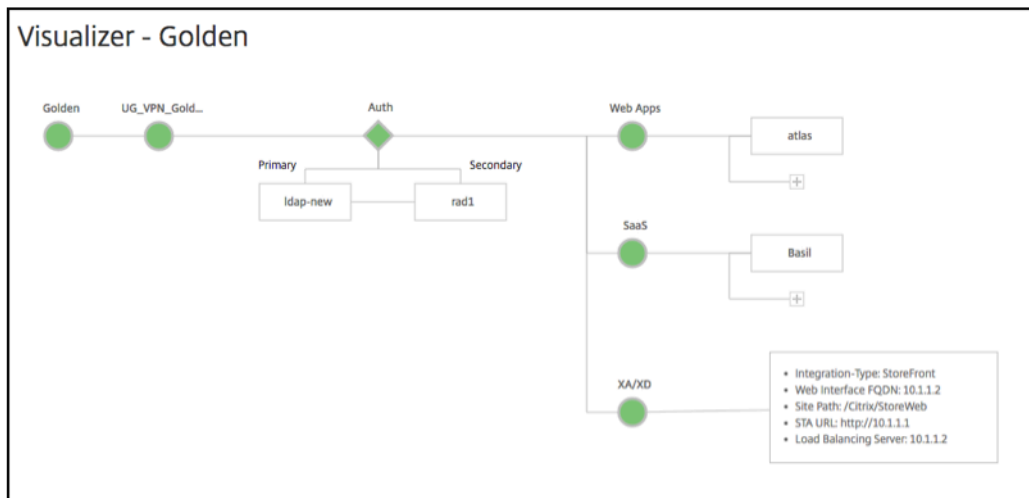 Visualizer - Golden
Golden
UG_VPN_Gold...
Auth
Web Apps
atlas
Primary
Secondary
ldap-new
rad1
SaaS
Basil
XA/XD
• Integration-Type: StoreFront
• Web Interface FQDN: 10.1.1.2
• Site Path: /Citrix/StoreWeb
• STA URL: http://10.1.1.1
• Load Balancing Server: 10.1.1.2